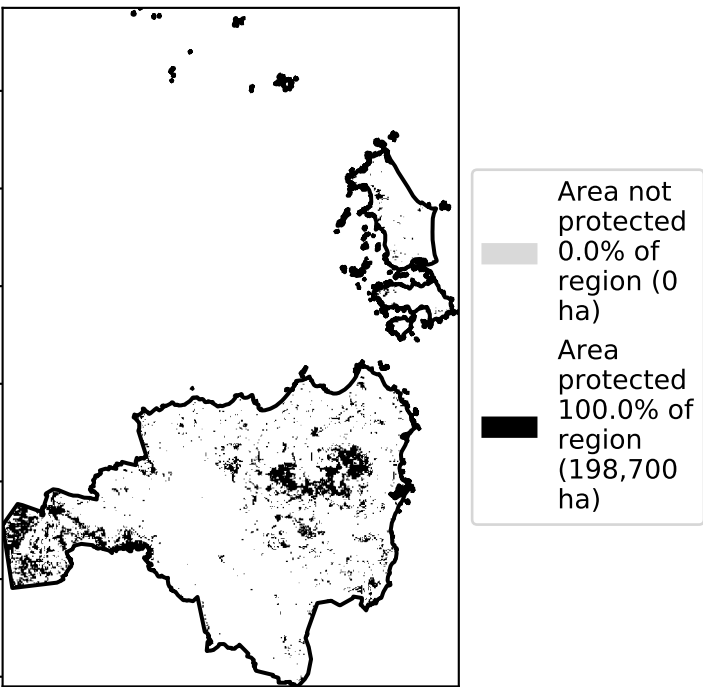 Area not
protected
0.0% of
region (0
ha)
Area
protected
100.0% of
region
(198,700
ha)